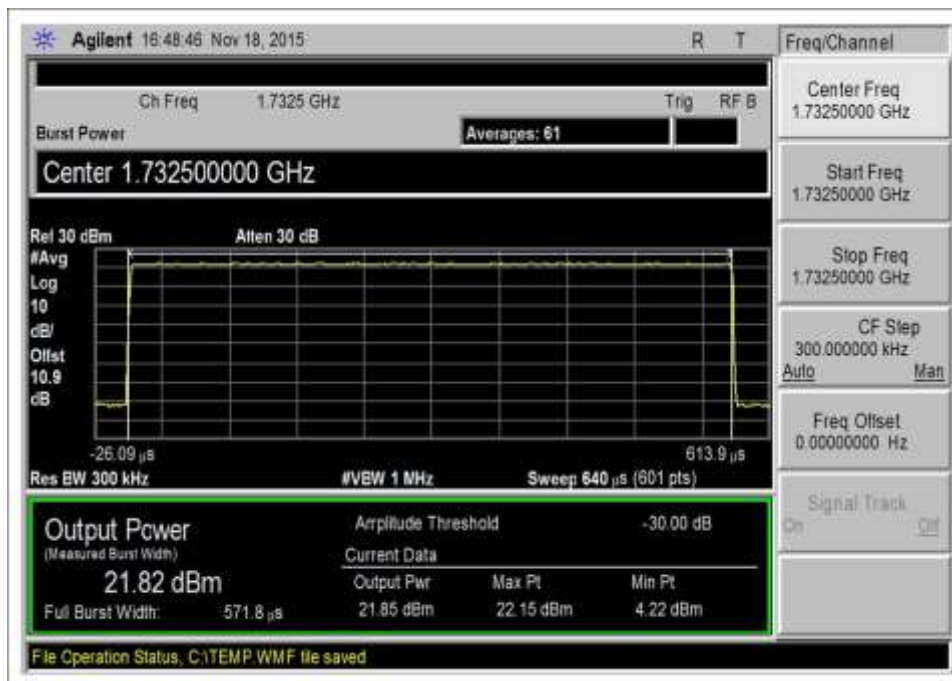 Agilent 16:48:46 Nov 18, 2015 R T
Freq/Channel
Ch Freq 1.7325 GHz Trig RF B
Burst Power Averages: 61
Center 1.732500000 GHz
Ref 30 dBm Atten 30 dB
#Avg
Log
10
dB/
Offst
10.9
dB
-26.09 µs 613.9 µs
Res BW 300 kHz #VBW 1 MHz Sweep 640 µs (601 pts)
Output Power
(Measured Burst Width)
21.82 dBm
Full Burst Width: 571.8 µs
Amplitude Threshold -30.00 dB
Current Data
Output Pwr Max Pt Min Pt
21.85 dBm 22.15 dBm 4.22 dBm
File Operation Status, C:\TEMP.WMF file saved
Center Freq
1.73250000 GHz
Start Freq
1.73250000 GHz
Stop Freq
1.73250000 GHz
CF Step
300.000000 kHz
Auto Man
Freq Offset
0.00000000 Hz
Signal Track
On Off